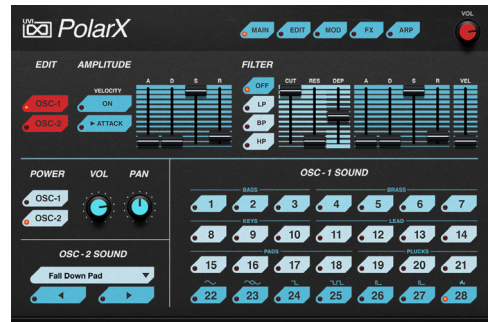 UVI PolarX
MAIN EDIT MOD FX ARP
VOL
EDIT AMPLITUDE FILTER
VELOCITY
A D S R
OFF
CUT RES DEP
A D S R VEL
OSC-1 ON LP
OSC-2 ► ATTACK BP
HP
POWER VOL PAN
OSC-1
OSC-2
OSC-1 SOUND
BASS BRASS
1 2 3 4 5 6 7
KEYS LEAD
8 9 10 11 12 13 14
PADS PLUCKS
15 16 17 18 19 20 21
22 23 24 25 26 27 28
OSC-2 SOUND
Fall Down Pad